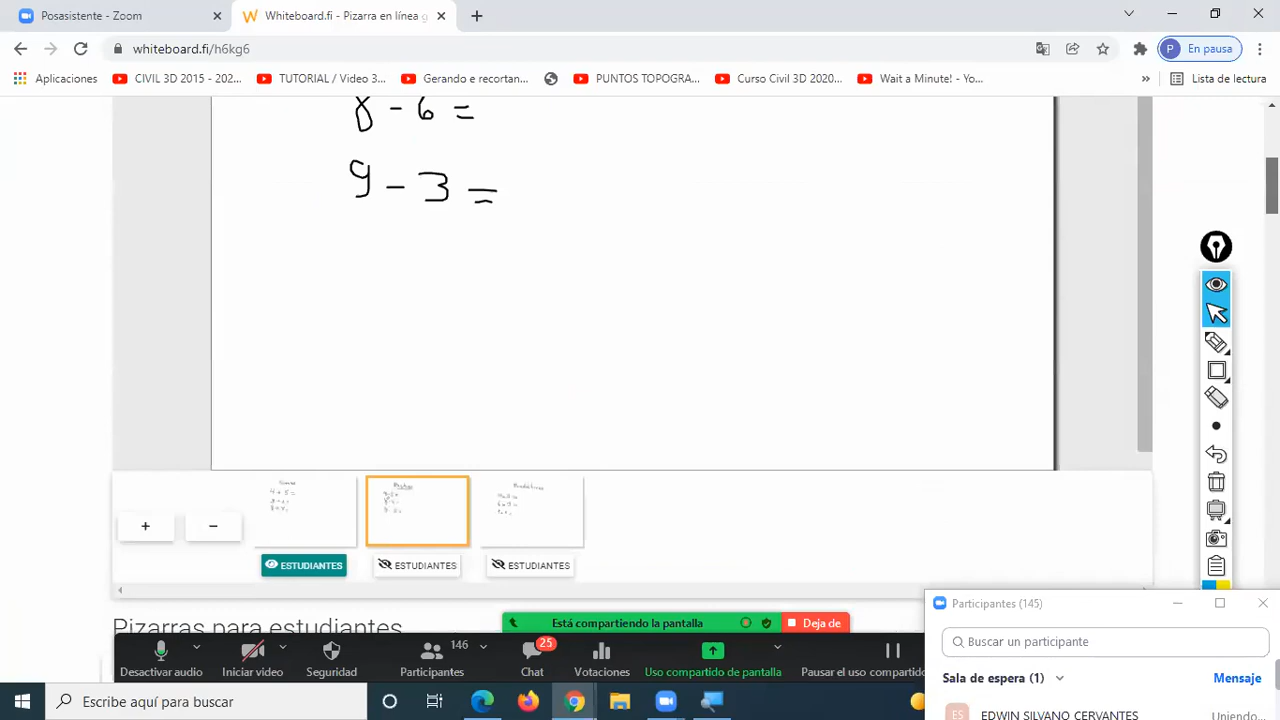 Posasistente - Zoom
Whiteboard.fi - Pizarra en línea g
whiteboard.fi/h6kg6
P En pausa
Aplicaciones
CIVIL 3D 2015 - 202...
TUTORIAL / Video 3...
Gerando e recortan...
PUNTOS TOPOGRA...
Curso Civil 3D 2020...
Wait a Minute! - Yo...
»
Lista de lectura
8 - 6 =
9 - 3 =
+
-
ESTUDIANTES
ESTUDIANTES
ESTUDIANTES
Pizarras para estudiantes
Está compartiendo la pantalla
Deja de
Desactivar audio
Iniciar video
Seguridad
146
Participantes
25
Chat
Votaciones
Uso compartido de pantalla
Pausar el uso compartido
Participantes (145)
Buscar un participante
Sala de espera (1)
Mensaje
ES EDWIN SILVANO CERVANTES
Uniendo...
Escribe aquí para buscar